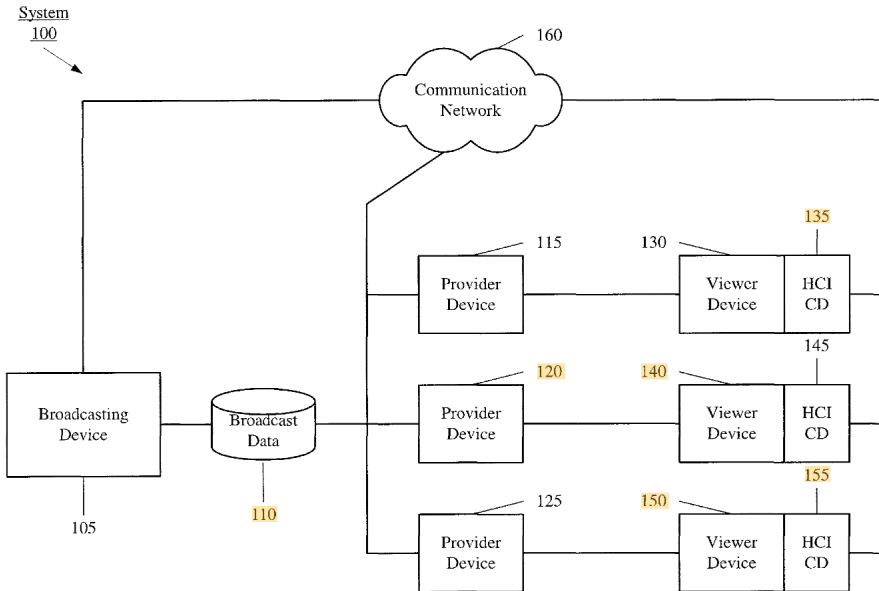 System
100
160
Communication
Network
135
115
130
Provider
Device
Viewer
Device
HCI
CD
145
120
140
Broadcasting
Device
Broadcast
Data
Provider
Device
Viewer
Device
HCI
CD
155
105
110
125
150
Provider
Device
Viewer
Device
HCI
CD